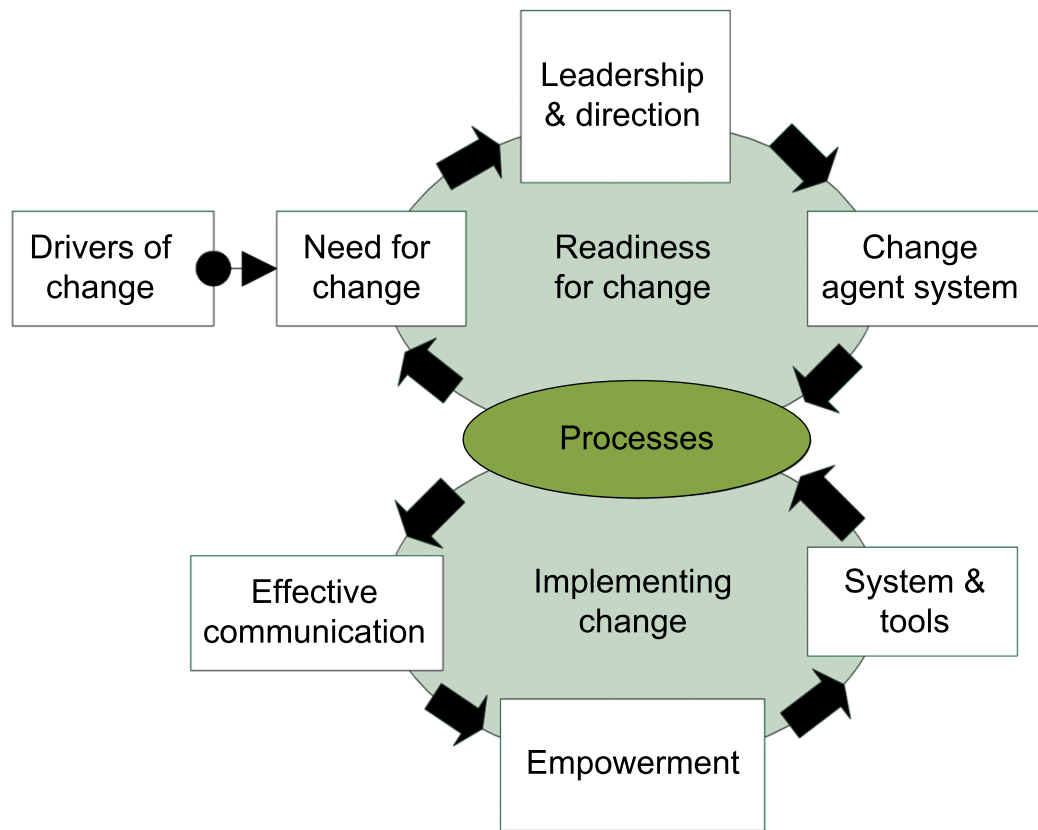 Leadership
& direction
Drivers of
change
Need for
change
Readiness
for change
Change
agent system
Processes
Effective
communication
Implementing
change
System &
tools
Empowerment